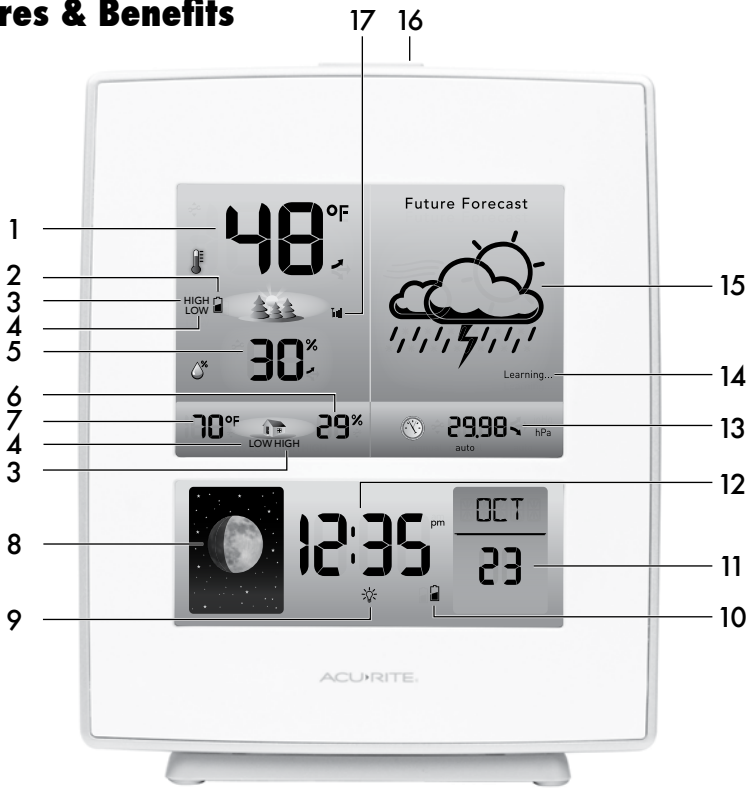 res & Benefits
17 16
1
2
3
4
5
6
7
4
3
8
9
15
14
13
12
11
10
48 °F
HIGH
LOW
30 %
70 °F
29 %
LOW HIGH
Future Forecast
Learning...
29.98 hPa
auto
12:35 pm
OCT
23
ACU›RITE